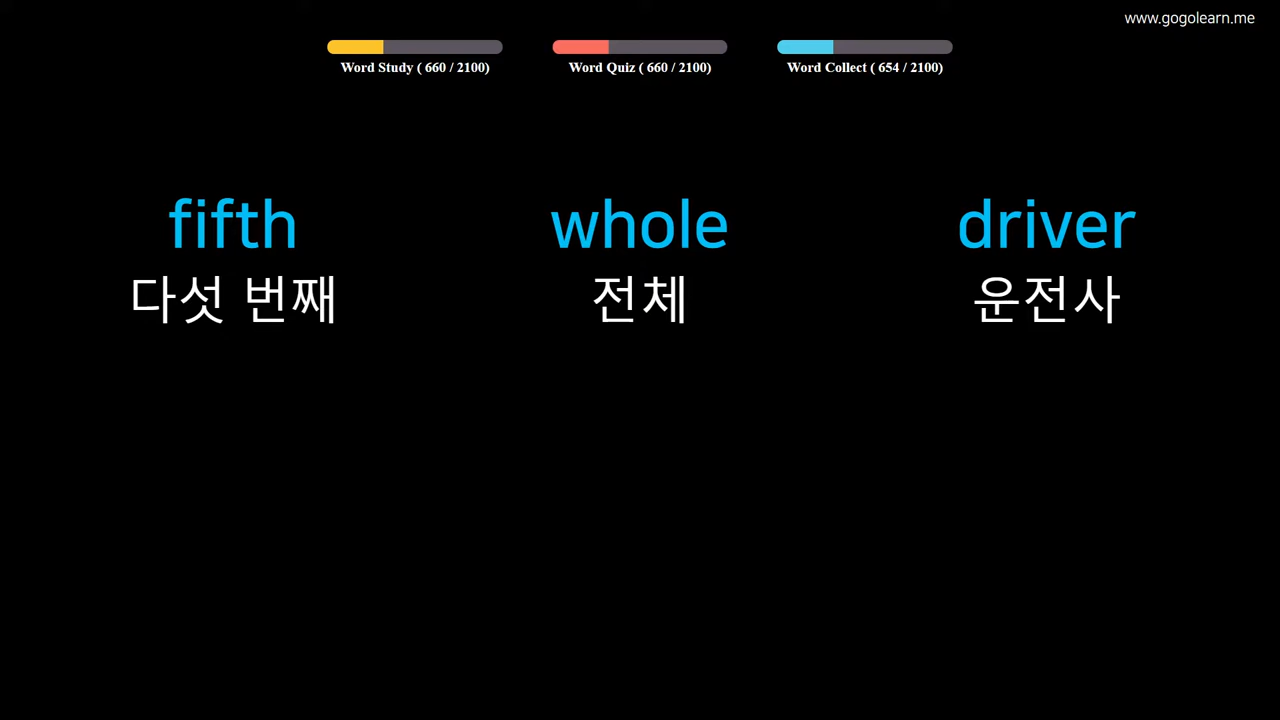 www.gogolearn.me
Word Study ( 660 / 2100)
Word Quiz ( 660 / 2100)
Word Collect ( 654 / 2100)
fifth
다섯 번째
whole
전체
driver
운전사